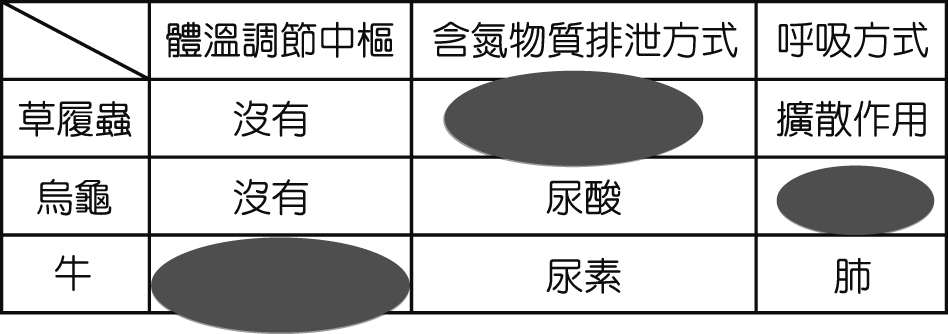 體溫調節中樞 含氮物質排泄方式 呼吸方式
草履蟲 沒有 擴散作用
烏龜 沒有 尿酸
牛 尿素 肺